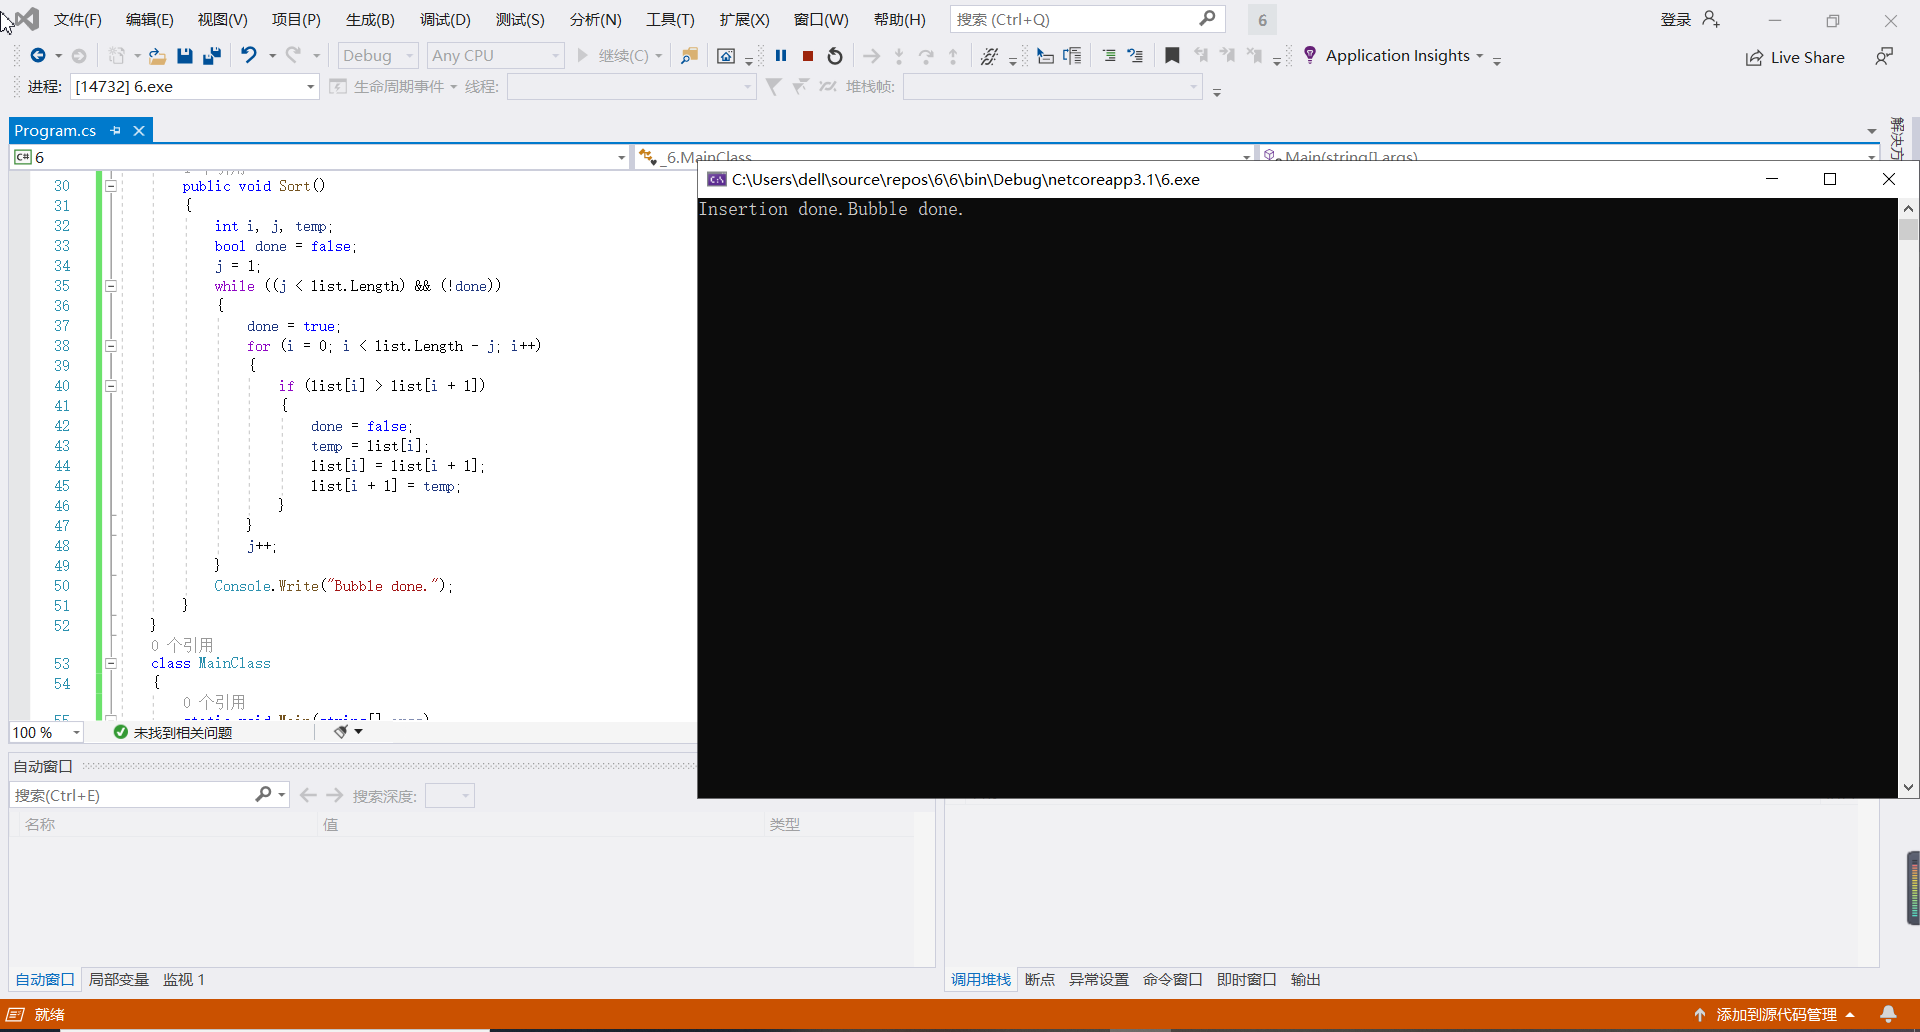 文件(F) 编辑(E) 视图(V) 项目(P) 生成(B) 调试(D) 测试(S) 分析(N) 工具(T) 扩展(X) 窗口(W) 帮助(H) 搜索 (Ctrl+Q) 6 登录
Debug Any CPU 继续(C) Application Insights Live Share
进程: [14732] 6.exe 生命周期事件 线程: 堆栈帧:
Program.cs
解决方
C# 6 _6.MainClass Main(string[] args)
C:\Users\dell\source\repos\6\6\bin\Debug\netcoreapp3.1\6.exe
Insertion done.Bubble done.
30 public void Sort()
31 {
32 int i, j, temp;
33 bool done = false;
34 j = 1;
35 while ((j < list.Length) && (!done))
36 {
37 done = true;
38 for (i = 0; i < list.Length - j; i++)
39 {
40 if (list[i] > list[i + 1])
41 {
42 done = false;
43 temp = list[i];
44 list[i] = list[i + 1];
45 list[i + 1] = temp;
46 }
47 }
48 j++;
49 }
50 Console.Write("Bubble done.");
51 }
52 }
0 个引用
53 class MainClass
54 {
0 个引用
55 static void Main(string[] args)
100 % 未找到相关问题
自动窗口
搜索(Ctrl+E) 搜索深度:
名称 值 类型
自动窗口 局部变量 监视 1 调用堆栈 断点 异常设置 命令窗口 即时窗口 输出
就绪 添加到源代码管理